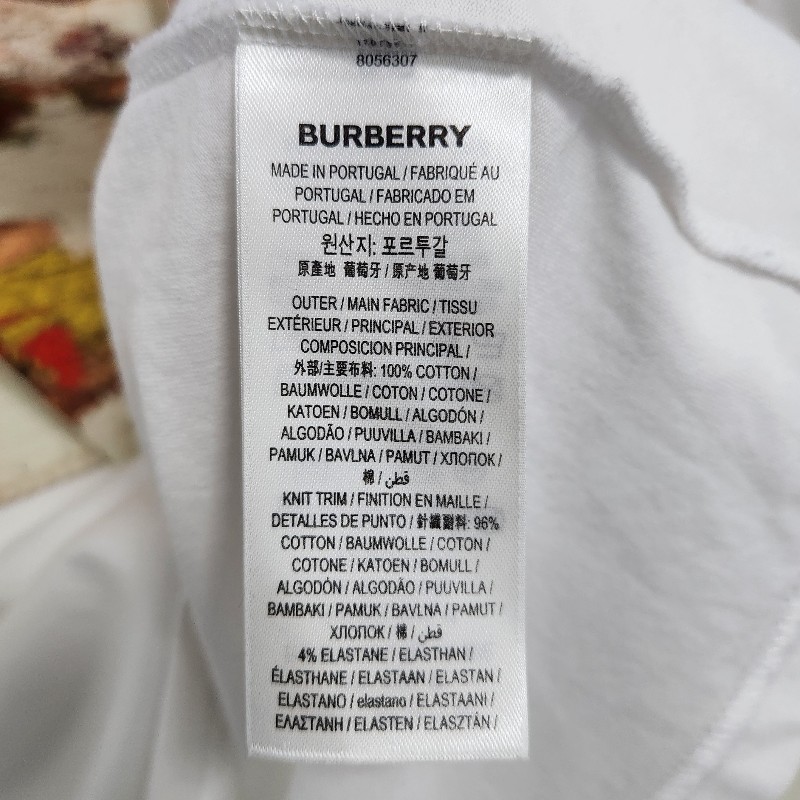 8056307
BURBERRY
MADE IN PORTUGAL / FABRIQUÉ AU
PORTUGAL / FABRICADO EM
PORTUGAL / HECHO EN PORTUGAL
원산지: 포르투갈
原產地 葡萄牙 / 原产地 葡萄牙
OUTER / MAIN FABRIC / TISSU
EXTÉRIEUR / PRINCIPAL / EXTERIOR
COMPOSICION PRINCIPAL /
外部/主要布料: 100% COTTON /
BAUMWOLLE / COTON / COTONE /
KATOEN / BOMULL / ALGODÓN /
ALGODÃO / PUUVILLA / BAMBAKI /
PAMUK / BAVLNA / PAMUT / ХЛОПОК /
棉 / قطن
KNIT TRIM / FINITION EN MAILLE /
DETALLES DE PUNTO / 針織副料: 96%
COTTON / BAUMWOLLE / COTON /
COTONE / KATOEN / BOMULL /
ALGODÓN / ALGODÃO / PUUVILLA /
BAMBAKI / PAMUK / BAVLNA / PAMUT /
ХЛОПОК / 棉 / قطن
4% ELASTANE / ELASTHAN /
ÉLASTHANE / ELASTAAN / ELASTAN /
ELASTANO / elastano / ELASTAANI /
ΕΛΑΣΤΑΝΗ / ELASTEN / ELASZTÁN /